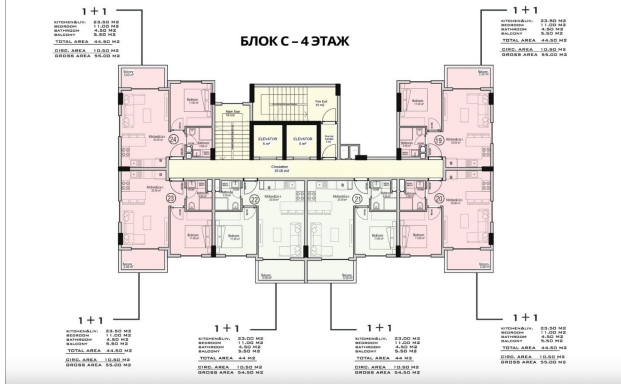 1 + 1
KITCHEN&LIV. 23.50 M2
BEDROOM 11.00 M2
BATHROOM 4.50 M2
BALCONY 5.50 M2
TOTAL AREA 44.50 M2
CIRC. AREA 10.50 M2
GROSS AREA 55.00 M2
БЛОК С – 4 ЭТАЖ
1 + 1
KITCHEN&LIV. 23.50 M2
BEDROOM 11.00 M2
BATHROOM 4.50 M2
BALCONY 5.50 M2
TOTAL AREA 44.50 M2
CIRC. AREA 10.50 M2
GROSS AREA 55.00 M2
24
ELEVATOR
ELEVATOR
19
Circulation
23
22
21
20
1 + 1
KITCHEN&LIV. 23.50 M2
BEDROOM 11.00 M2
BATHROOM 4.50 M2
BALCONY 5.50 M2
TOTAL AREA 44.50 M2
CIRC. AREA 10.50 M2
GROSS AREA 55.00 M2
1 + 1
KITCHEN&LIV. 23.00 M2
BEDROOM 11.00 M2
BATHROOM 4.50 M2
BALCONY 5.50 M2
TOTAL AREA 44 M2
CIRC. AREA 10.50 M2
GROSS AREA 54.50 M2
1 + 1
KITCHEN&LIV. 23.00 M2
BEDROOM 11.00 M2
BATHROOM 4.50 M2
BALCONY 5.50 M2
TOTAL AREA 44 M2
CIRC. AREA 10.50 M2
GROSS AREA 54.50 M2
1 + 1
KITCHEN&LIV. 23.50 M2
BEDROOM 11.00 M2
BATHROOM 4.50 M2
BALCONY 5.50 M2
TOTAL AREA 44.50 M2
CIRC. AREA 10.50 M2
GROSS AREA 55.00 M2